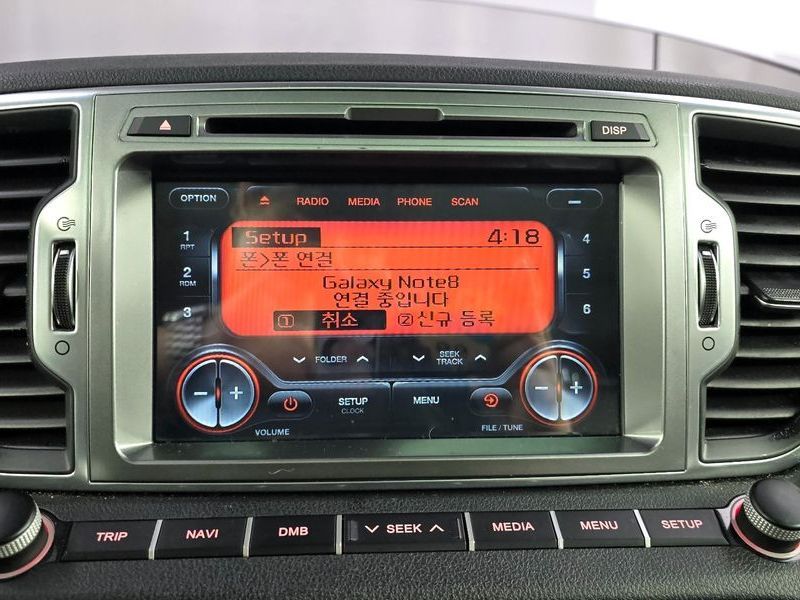 DISP
OPTION RADIO MEDIA PHONE SCAN
1 RPT
2 RDM
3
4
5
6
Setup 4:18
폰>폰 연결
Galaxy Note8
연결 중입니다
① 취소 ② 신규 등록
FOLDER SEEK TRACK
SETUP CLOCK MENU
VOLUME FILE / TUNE
TRIP NAVI DMB SEEK MEDIA MENU SETUP